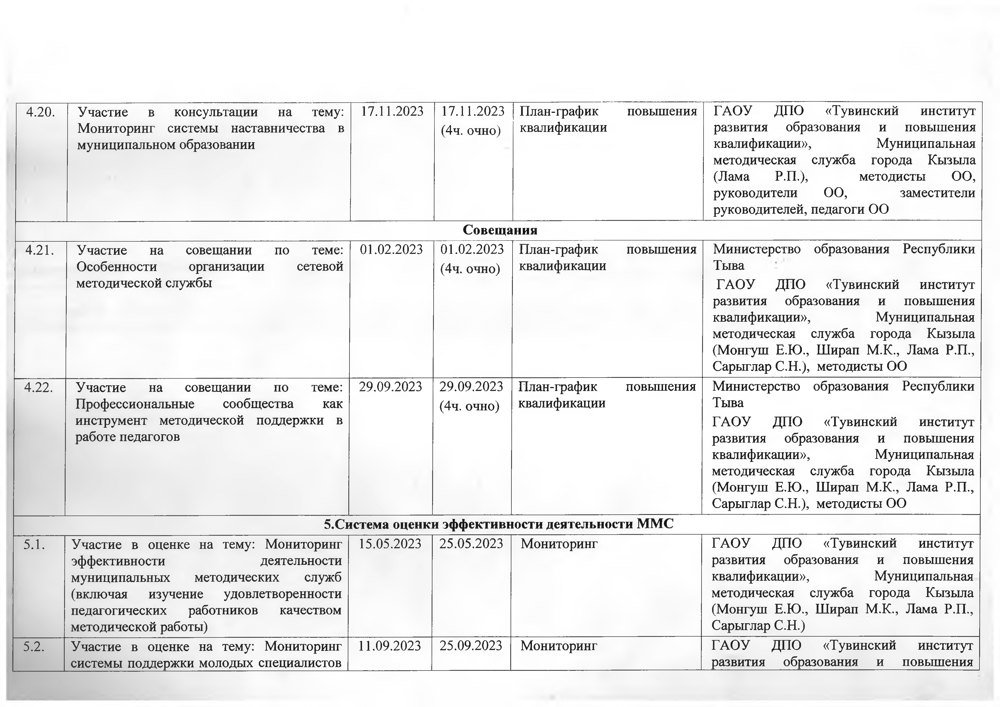 4.20.
Участие в консультации на тему:
Мониторинг системы наставничества в
муниципальном образовании
17.11.2023
17.11.2023
(4ч. очно)
План-график повышения
квалификации
ГАОУ ДПО «Тувинский институт
развития образования и повышения
квалификации», Муниципальная
методическая служба города Кызыла
(Лама Р.П.), методисты ОО,
руководители ОО, заместители
руководителей, педагоги ОО
Совещания
4.21.
Участие на совещании по теме:
Особенности организации сетевой
методической службы
01.02.2023
01.02.2023
(4ч. очно)
План-график повышения
квалификации
Министерство образования Республики
Тыва
ГАОУ ДПО «Тувинский институт
развития образования и повышения
квалификации», Муниципальная
методическая служба города Кызыла
(Монгуш Е.Ю., Ширап М.К., Лама Р.П.,
Сарыглар С.Н.), методисты ОО
4.22.
Участие на совещании по теме:
Профессиональные сообщества как
инструмент методической поддержки в
работе педагогов
29.09.2023
29.09.2023
(4ч. очно)
План-график повышения
квалификации
Министерство образования Республики
Тыва
ГАОУ ДПО «Тувинский институт
развития образования и повышения
квалификации», Муниципальная
методическая служба города Кызыла
(Монгуш Е.Ю., Ширап М.К., Лама Р.П.,
Сарыглар С.Н.), методисты ОО
5.Система оценки эффективности деятельности ММС
5.1.
Участие в оценке на тему: Мониторинг
эффективности деятельности
муниципальных методических служб
(включая изучение удовлетворенности
педагогических работников качеством
методической работы)
15.05.2023
25.05.2023
Мониторинг
ГАОУ ДПО «Тувинский институт
развития образования и повышения
квалификации», Муниципальная
методическая служба города Кызыла
(Монгуш Е.Ю., Ширап М.К., Лама Р.П.,
Сарыглар С.Н.)
5.2.
Участие в оценке на тему: Мониторинг
системы поддержки молодых специалистов
11.09.2023
25.09.2023
Мониторинг
ГАОУ ДПО «Тувинский институт
развития образования и повышения